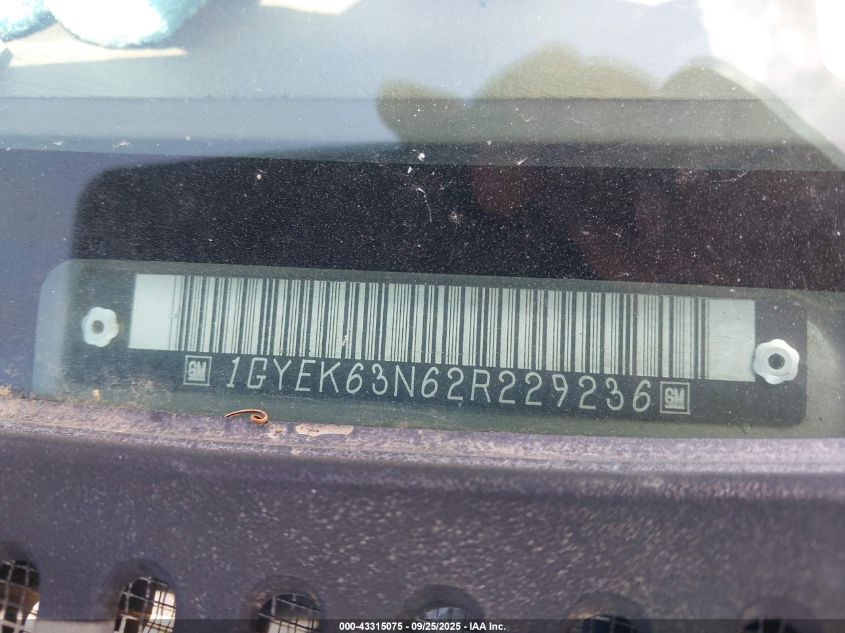 GM 1GYEK63N62R229236 GM
000-43315075 - 09/25/2025 - IAA Inc.